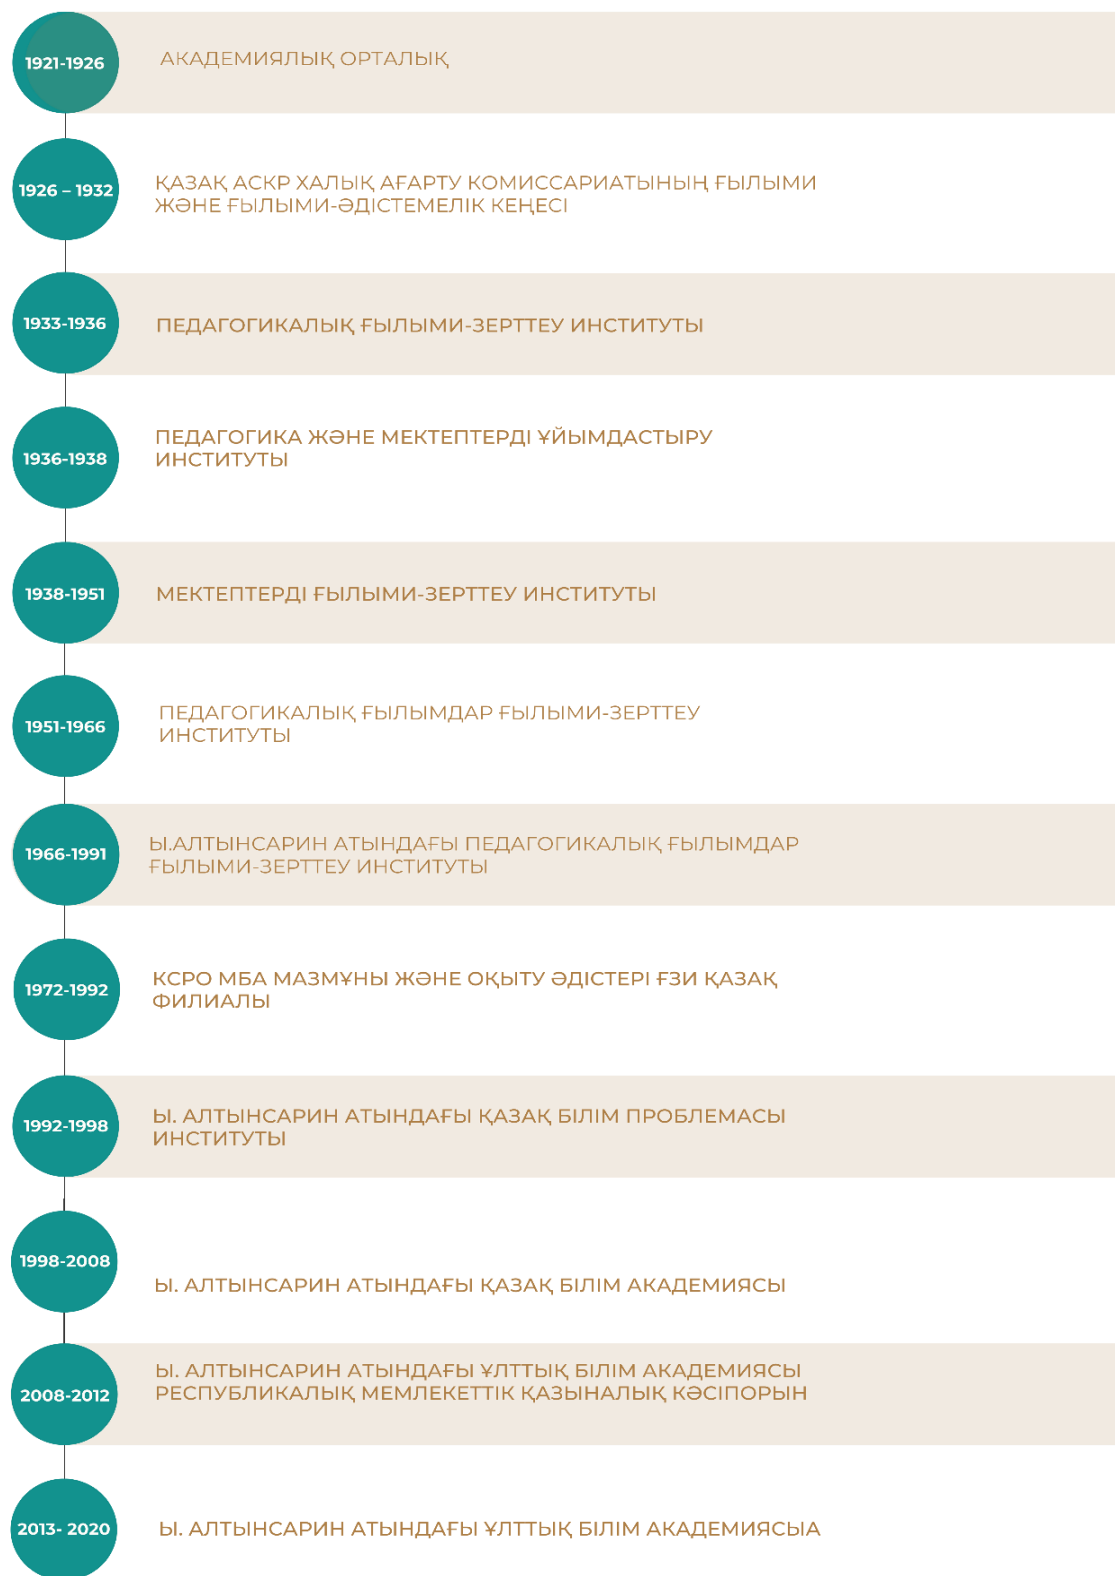 1921-1926
АКАДЕМИЯЛЫҚ ОРТАЛЫҚ
1926 – 1932
ҚАЗАҚ АСКР ХАЛЫҚ АҒАРТУ КОМИССАРИАТЫНЫҢ ҒЫЛЫМИ
ЖӘНЕ ҒЫЛЫМИ-ӘДІСТЕМЕЛІК КЕҢЕСІ
1933-1936
ПЕДАГОГИКАЛЫҚ ҒЫЛЫМИ-ЗЕРТТЕУ ИНСТИТУТЫ
1936-1938
ПЕДАГОГИКА ЖӘНЕ МЕКТЕПТЕРДІ ҰЙЫМДАСТЫРУ
ИНСТИТУТЫ
1938-1951
МЕКТЕПТЕРДІ ҒЫЛЫМИ-ЗЕРТТЕУ ИНСТИТУТЫ
1951-1966
ПЕДАГОГИКАЛЫҚ ҒЫЛЫМДАР ҒЫЛЫМИ-ЗЕРТТЕУ
ИНСТИТУТЫ
1966-1991
Ы.АЛТЫНСАРИН АТЫНДАҒЫ ПЕДАГОГИКАЛЫҚ ҒЫЛЫМДАР
ҒЫЛЫМИ-ЗЕРТТЕУ ИНСТИТУТЫ
1972-1992
КСРО МБА МАЗМҰНЫ ЖӘНЕ ОҚЫТУ ӘДІСТЕРІ ҒЗИ ҚАЗАҚ
ФИЛИАЛЫ
1992-1998
Ы. АЛТЫНСАРИН АТЫНДАҒЫ ҚАЗАҚ БІЛІМ ПРОБЛЕМАСЫ
ИНСТИТУТЫ
1998-2008
Ы. АЛТЫНСАРИН АТЫНДАҒЫ ҚАЗАҚ БІЛІМ АКАДЕМИЯСЫ
2008-2012
Ы. АЛТЫНСАРИН АТЫНДАҒЫ ҰЛТТЫҚ БІЛІМ АКАДЕМИЯСЫ
РЕСПУБЛИКАЛЫҚ МЕМЛЕКЕТТІК ҚАЗЫНАЛЫҚ КӘСІПОРЫН
2013- 2020
Ы. АЛТЫНСАРИН АТЫНДАҒЫ ҰЛТТЫҚ БІЛІМ АКАДЕМИЯСЫА